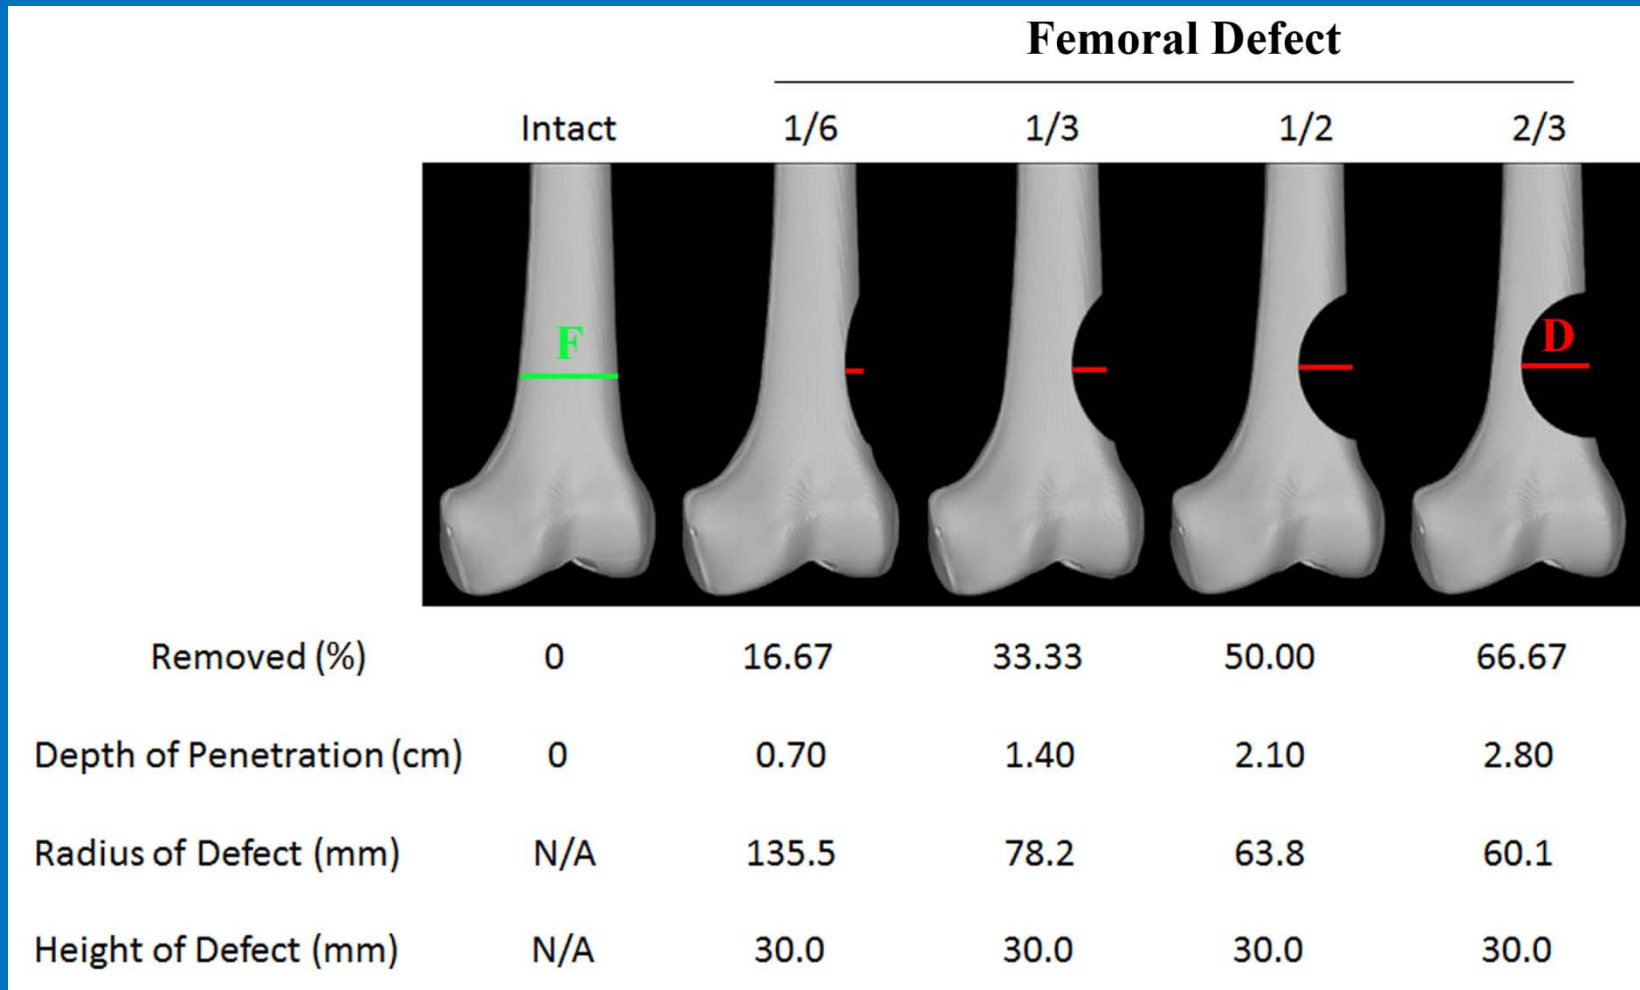 Femoral Defect
Intact 1/6 1/3 1/2 2/3
F
D
Removed (%) 0 16.67 33.33 50.00 66.67
Depth of Penetration (cm) 0 0.70 1.40 2.10 2.80
Radius of Defect (mm) N/A 135.5 78.2 63.8 60.1
Height of Defect (mm) N/A 30.0 30.0 30.0 30.0